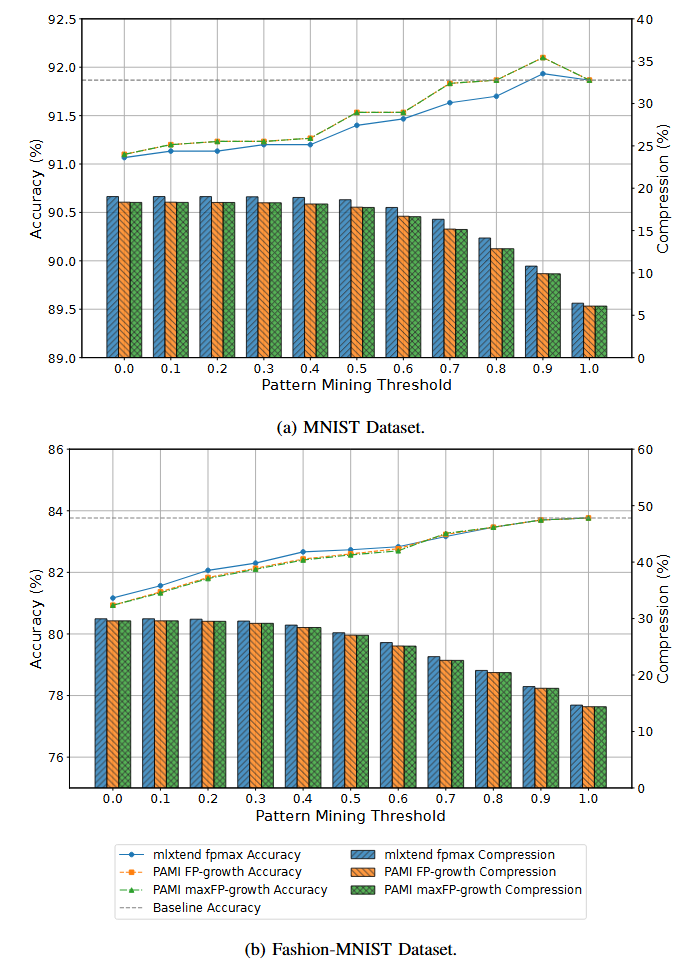 92.5
92.0
91.5
91.0
90.5
90.0
89.5
89.0
Accuracy (%)
40
35
30
25
20
15
10
5
0
Compression (%)
0.0 0.1 0.2 0.3 0.4 0.5 0.6 0.7 0.8 0.9 1.0
Pattern Mining Threshold
(a) MNIST Dataset.
86
84
82
80
78
76
Accuracy (%)
60
50
40
30
20
10
0
Compression (%)
0.0 0.1 0.2 0.3 0.4 0.5 0.6 0.7 0.8 0.9 1.0
Pattern Mining Threshold
mlxtend fpmax Accuracy
PAMI FP-growth Accuracy
PAMI maxFP-growth Accuracy
Baseline Accuracy
mlxtend fpmax Compression
PAMI FP-growth Compression
PAMI maxFP-growth Compression
(b) Fashion-MNIST Dataset.